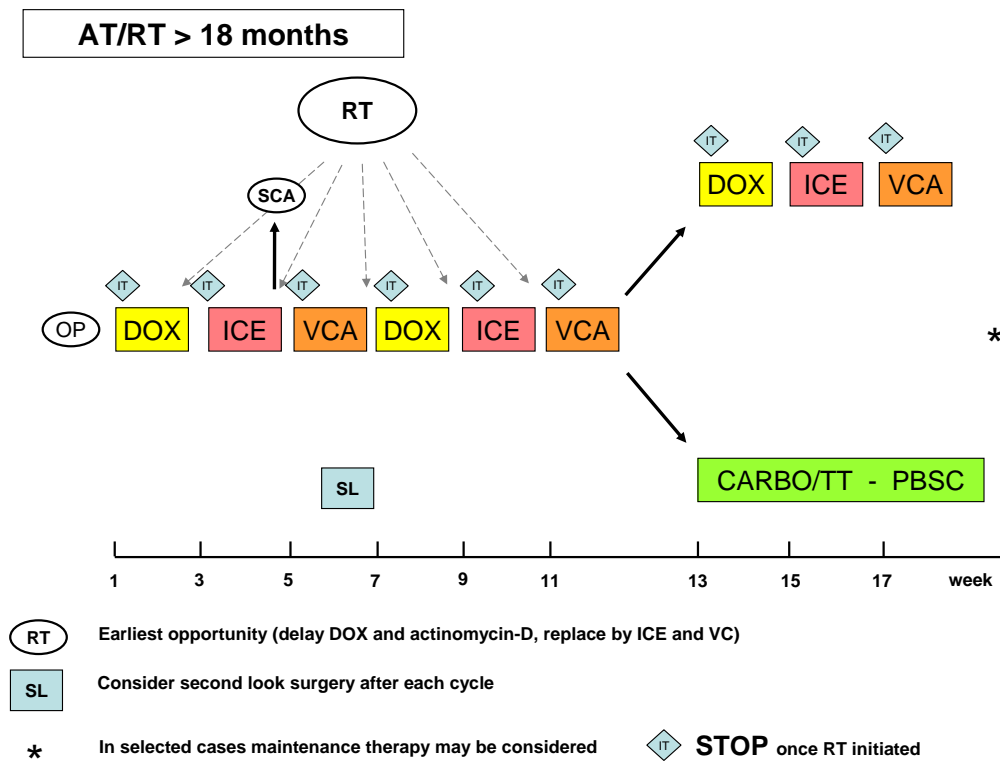 AT/RT > 18 months
RT
IT IT IT
DOX ICE VCA
SCA
IT IT IT IT IT IT
OP DOX ICE VCA DOX ICE VCA
*
SL
CARBO/TT - PBSC
1 3 5 7 9 11 13 15 17 week
RT Earliest opportunity (delay DOX and actinomycin-D, replace by ICE and VC)
SL Consider second look surgery after each cycle
* In selected cases maintenance therapy may be considered
IT STOP once RT initiated